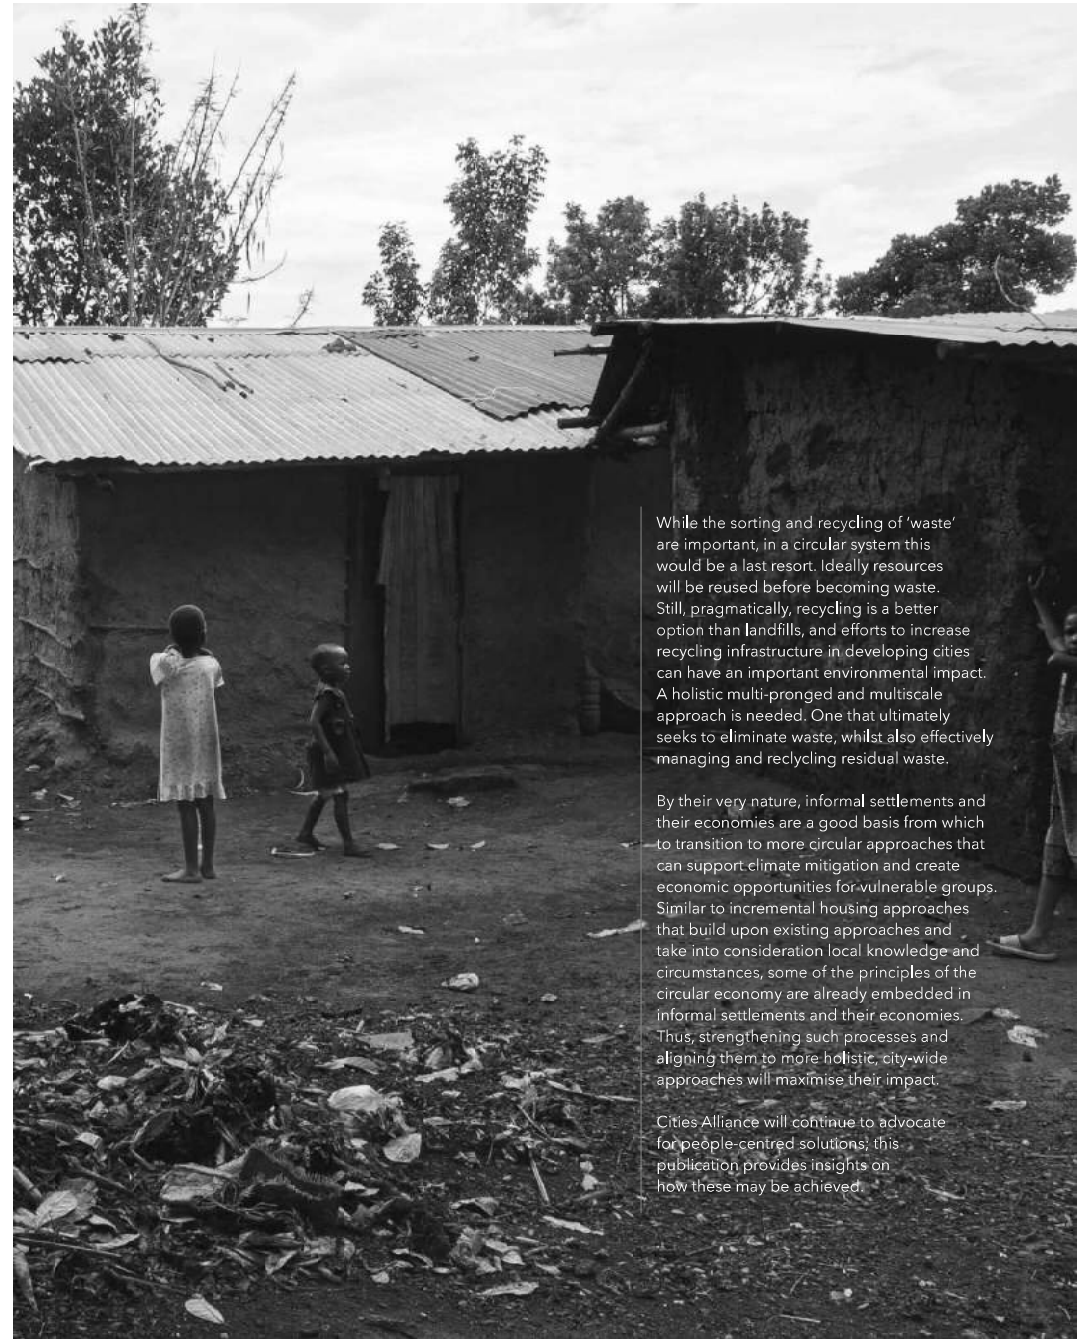 While the sorting and recycling of ‘waste’
are important, in a circular system this
would be a last resort. Ideally resources
will be reused before becoming waste.
Still, pragmatically, recycling is a better
option than landfills, and efforts to increase
recycling infrastructure in developing cities
can have an important environmental impact.
A holistic multi-pronged and multiscale
approach is needed. One that ultimately
seeks to eliminate waste, whilst also effectively
managing and reclycling residual waste.

By their very nature, informal settlements and
their economies are a good basis from which
to transition to more circular approaches that
can support climate mitigation and create
economic opportunities for vulnerable groups.
Similar to incremental housing approaches
that build upon existing approaches and
take into consideration local knowledge and
circumstances, some of the principles of the
circular economy are already embedded in
informal settlements and their economies.
Thus, strengthening such processes and
aligning them to more holistic, city-wide
approaches will maximise their impact.

Cities Alliance will continue to advocate
for people-centred solutions; this
publication provides insights on
how these may be achieved.